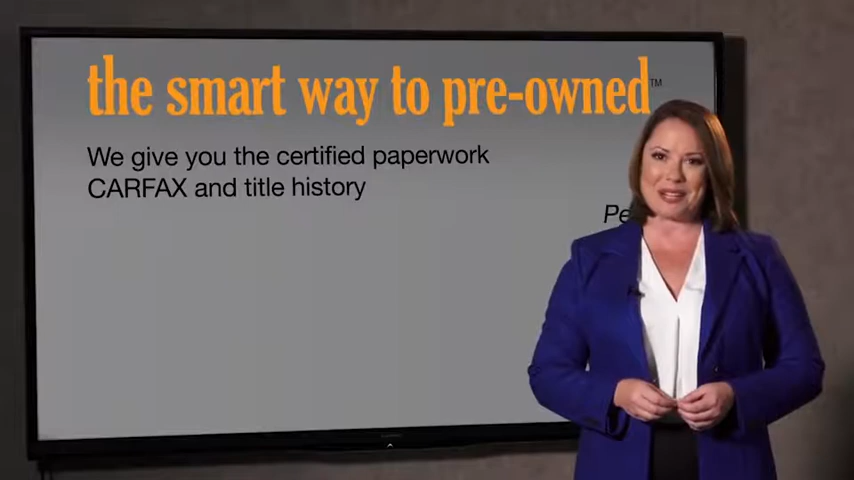 the smart way to pre-owned™
We give you the certified paperwork
CARFAX and title history